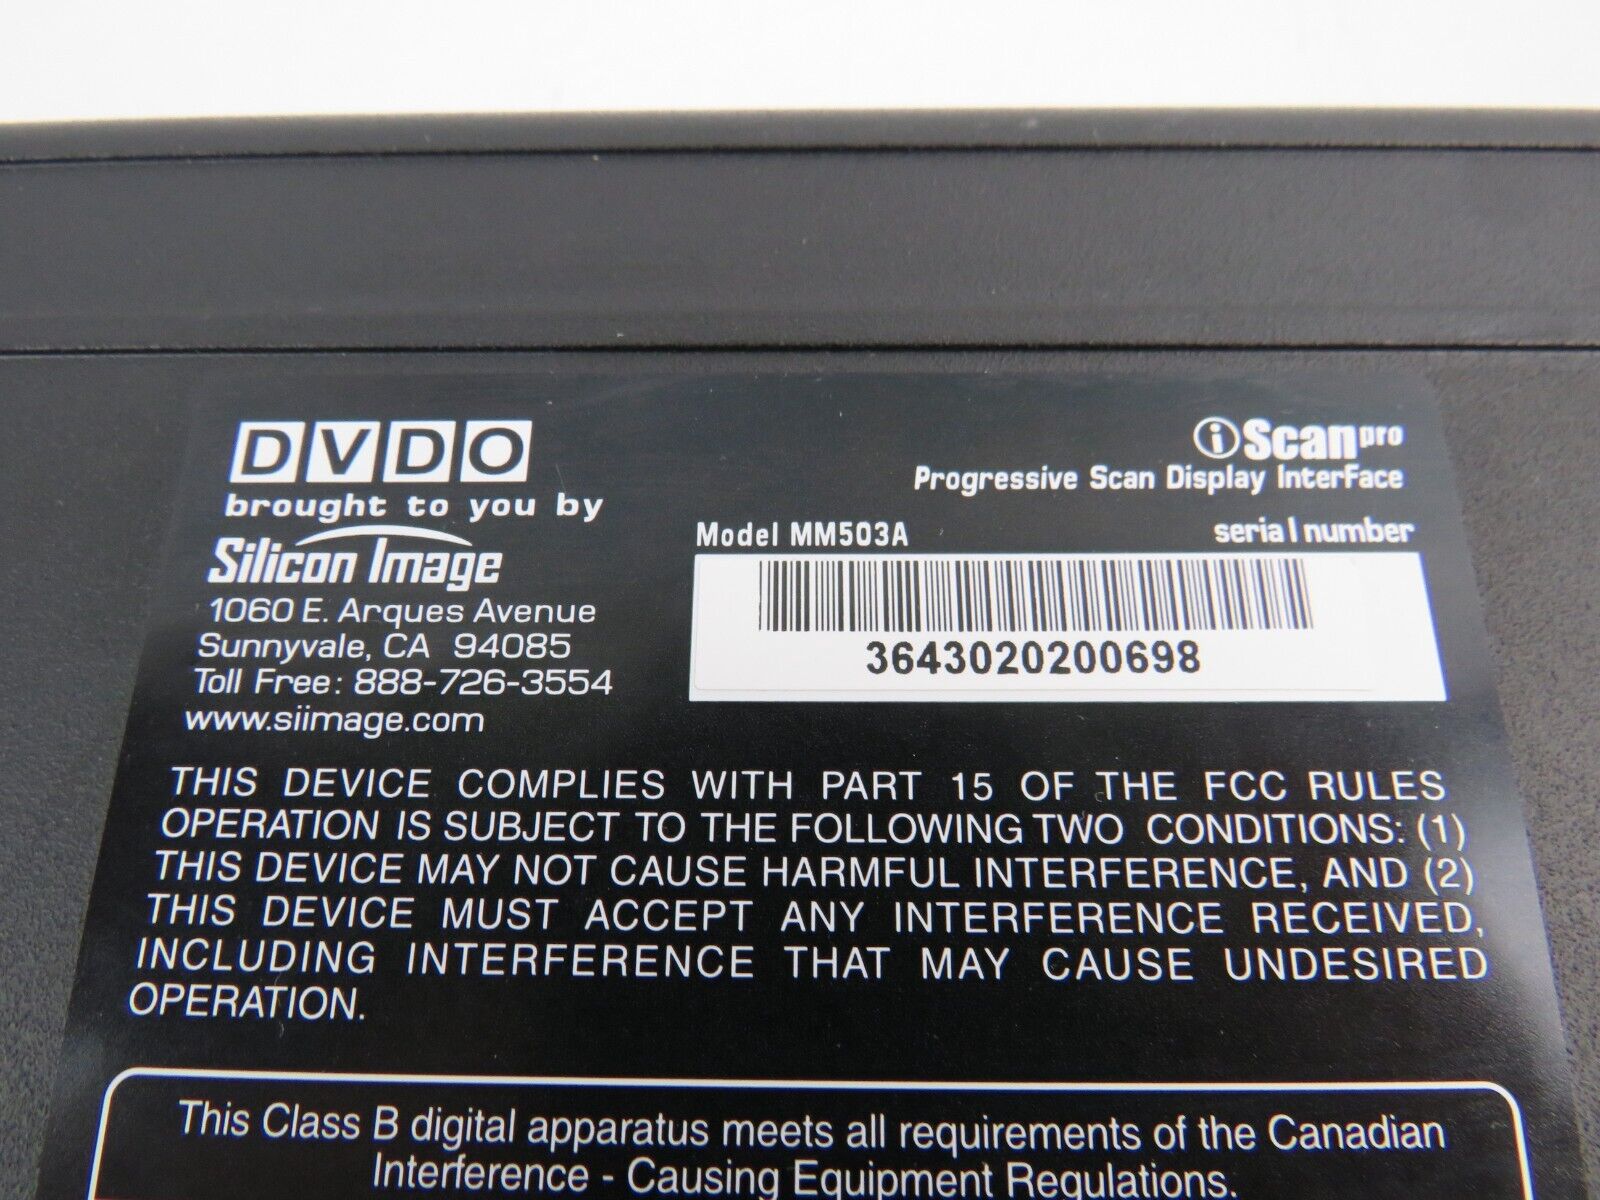 DVDO
brought to you by
Silicon Image
1060 E. Arques Avenue
Sunnyvale, CA 94085
Toll Free: 888-726-3554
www.siimage.com
iScan pro
Progressive Scan Display InterFace
Model MM503A
serial number
3643020200698
THIS DEVICE COMPLIES WITH PART 15 OF THE FCC RULES
OPERATION IS SUBJECT TO THE FOLLOWING TWO CONDITIONS: (1)
THIS DEVICE MAY NOT CAUSE HARMFUL INTERFERENCE, AND (2)
THIS DEVICE MUST ACCEPT ANY INTERFERENCE RECEIVED,
INCLUDING INTERFERENCE THAT MAY CAUSE UNDESIRED
OPERATION.
This Class B digital apparatus meets all requirements of the Canadian
Interference - Causing Equipment Regulations.